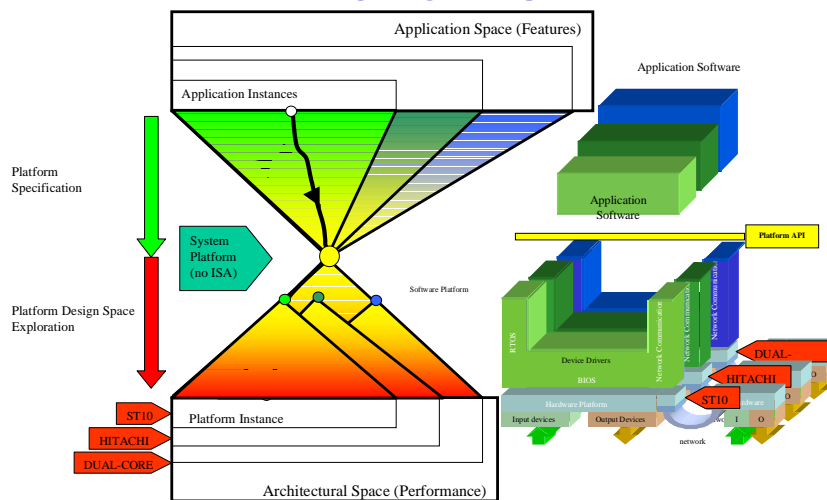 Application Space (Features)
Application Instances
Platform
Specification
System
Platform
(no ISA)
Platform Design Space
Exploration
Software Platform
ST10
HITACHI
DUAL-CORE
Platform Instance
Architectural Space (Performance)
Application Software
Application
Software
Platform API
RTOS
Device Drivers
BIOS
Network Communication
Network Communication
Network Communication
DUAL-
HITACHI
ST10
Hardware Platform
Input devices
Output Devices
I
O
O
O
network